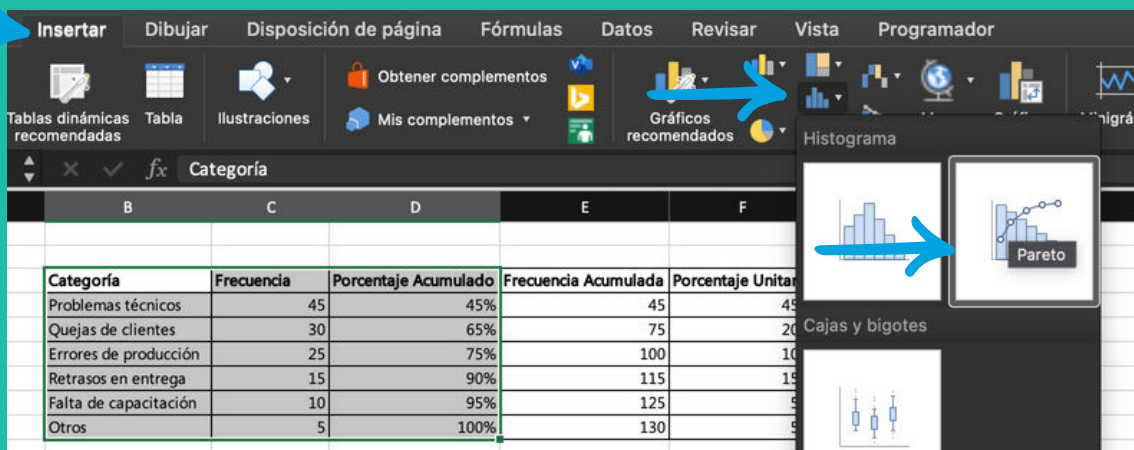 Insertar Dibujar Disposición de página Fórmulas Datos Revisar Vista Programador
Obtener complementos
Mis complementos
Tablas dinámicas
recomendadas
Tabla
Ilustraciones
Gráficos
recomendados
Histograma
fx Categoría
B C D E F
Pareto
Categoría Frecuencia Porcentaje Acumulado Frecuencia Acumulada Porcentaje
Problemas técnicos 45 45% 45
Quejas de clientes 30 65% 75
Errores de producción 25 75% 100
Retrasos en entrega 15 90% 115
Falta de capacitación 10 95% 125
Otros 5 100% 130
Cajas y bigotes